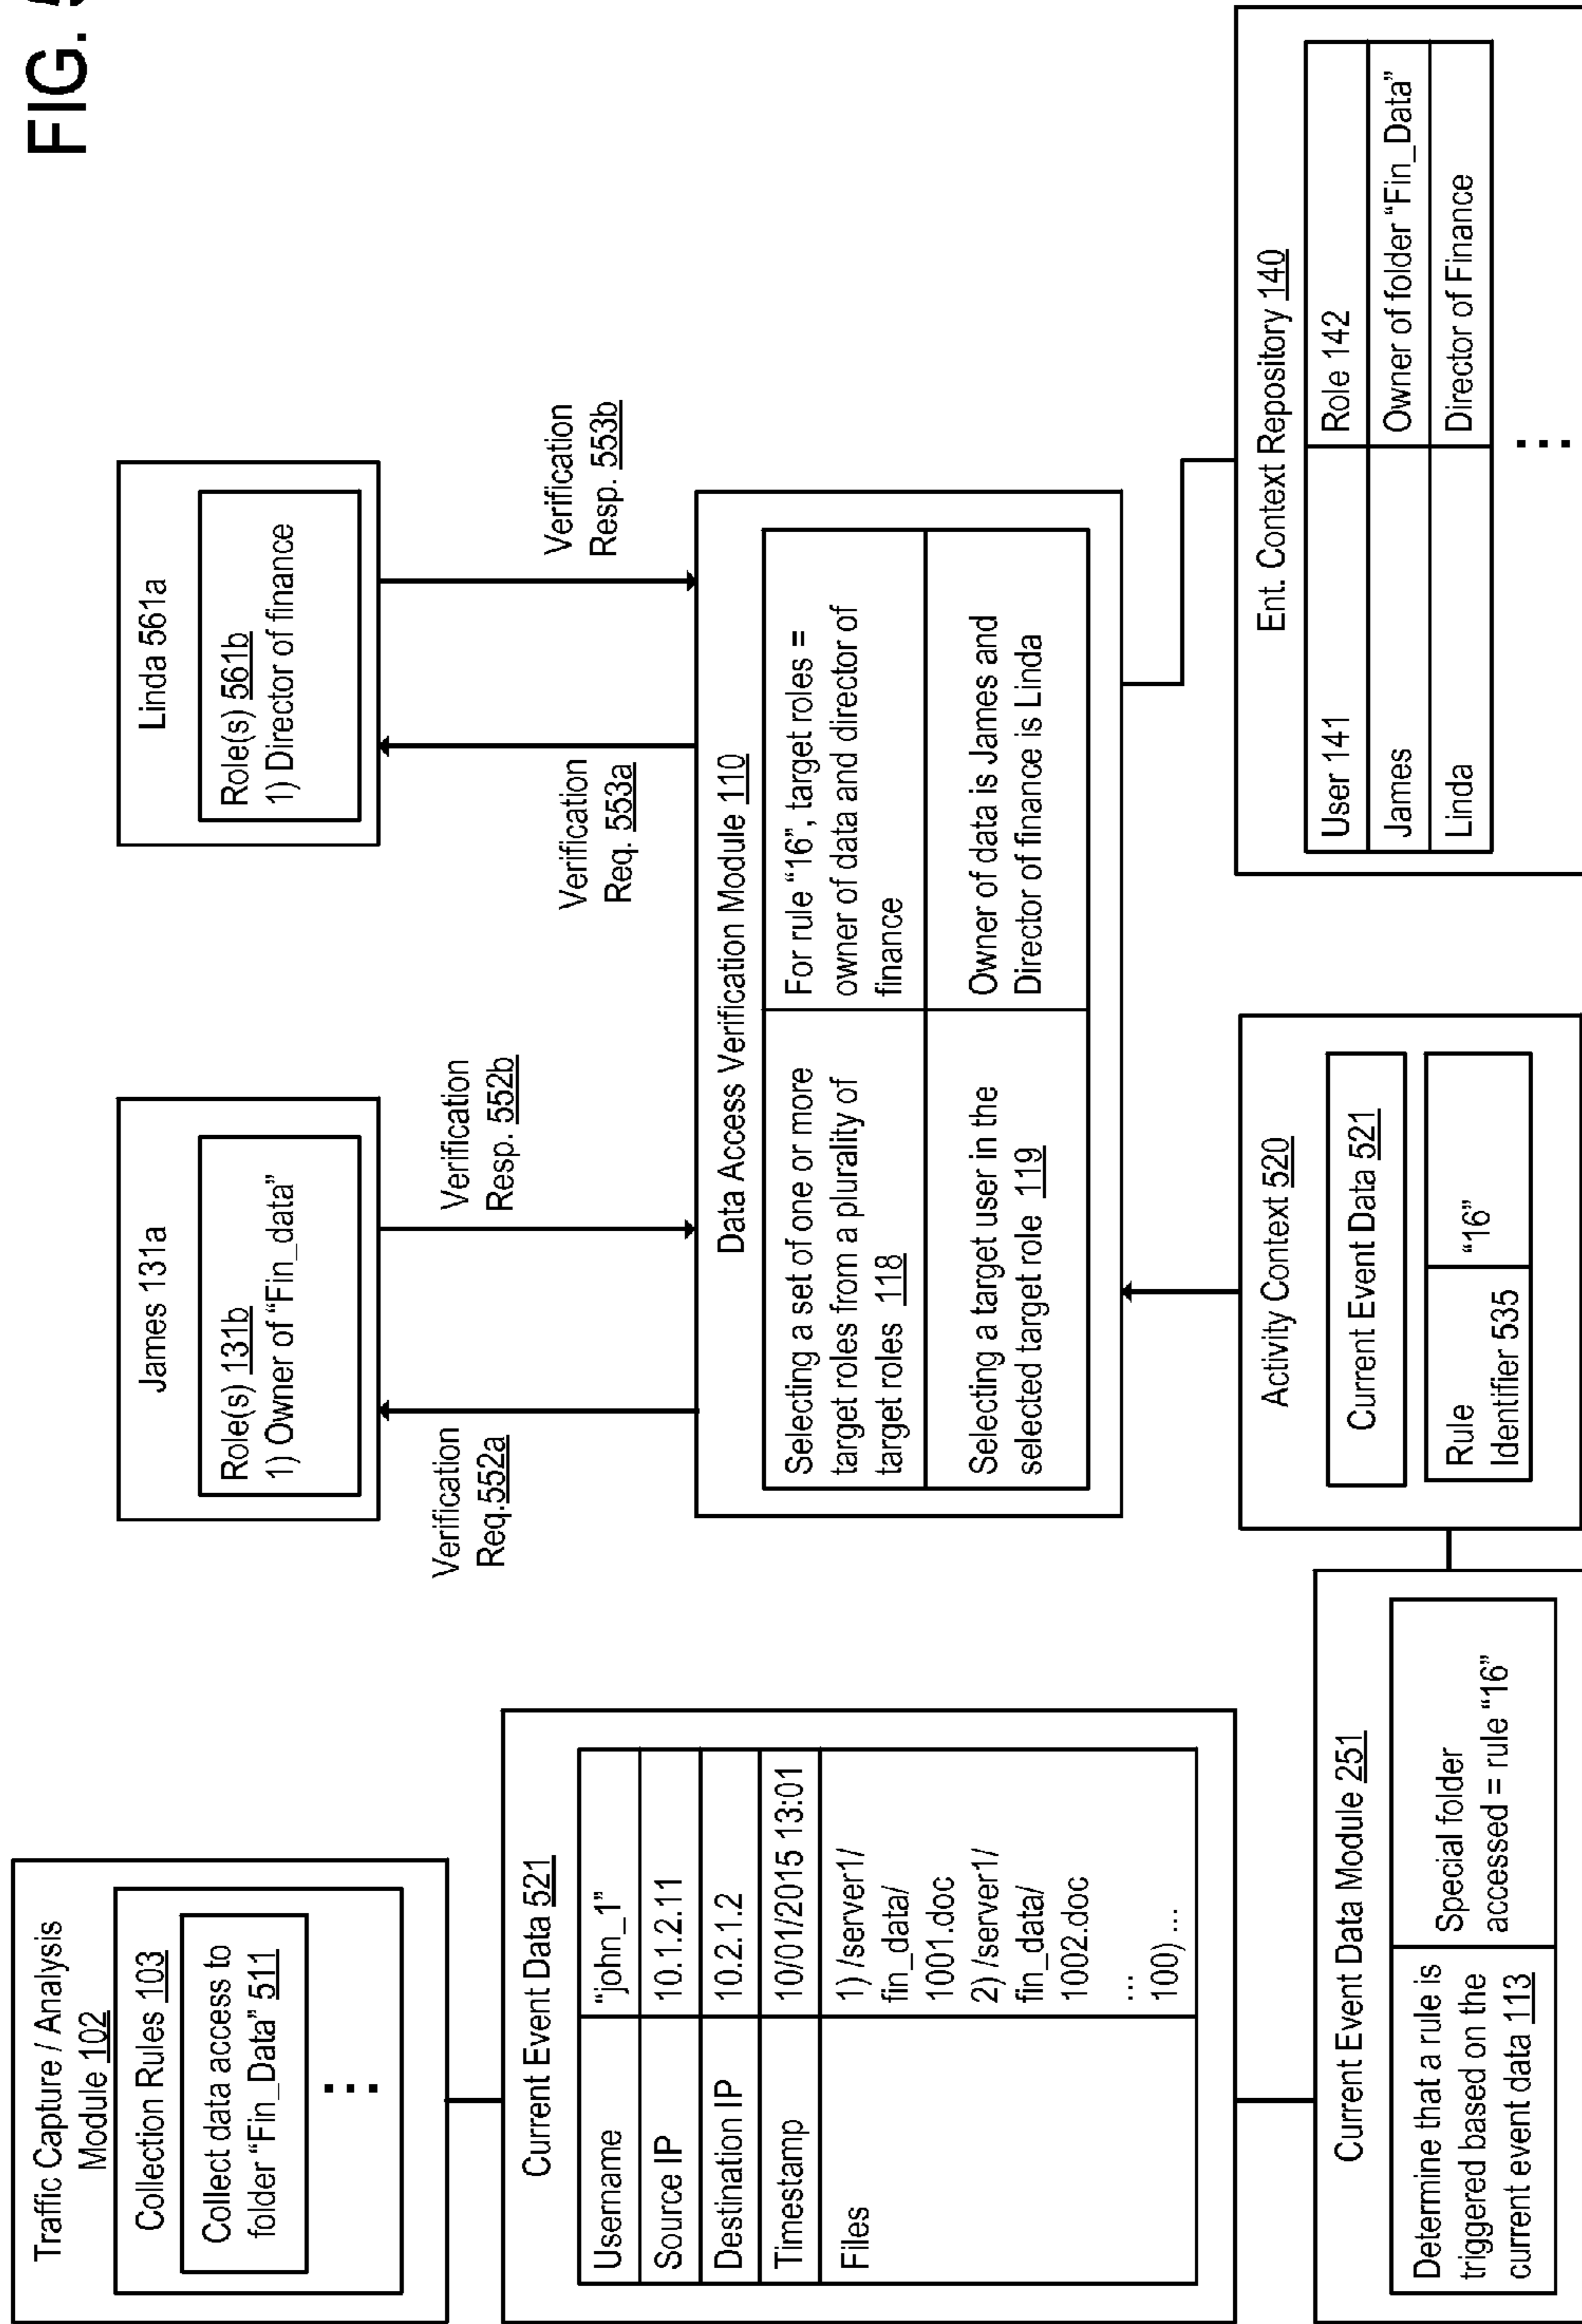 FIG. 5
Traffic Capture / Analysis
Module 102
Collection Rules 103
Collect data access to
folder “Fin_Data” 511
⋮
Current Event Data 521
Username
“john_1”
Source IP
10.1.2.11
Destination IP
10.2.1.2
Timestamp
10/01/2015 13:01
Files
1) /server1/
fin_data/
1001.doc
2) /server1/
fin_data/
1002.doc
...
100) ...
Current Event Data Module 251
Determine that a rule is
triggered based on the
current event data 113
Special folder
accessed = rule “16”
James 131a
Role(s) 131b
1) Owner of “Fin_data”
Linda 561a
Role(s) 561b
1) Director of finance
Verification
Req.552a
Verification
Resp. 552b
Verification
Req. 553a
Verification
Resp. 553b
Data Access Verification Module 110
Selecting a set of one or more
target roles from a plurality of
target roles 118
For rule “16”, target roles =
owner of data and director of
finance
Selecting a target user in the
selected target role 119
Owner of data is James and
Director of finance is Linda
Activity Context 520
Current Event Data 521
Rule
Identifier 535
“16”
Ent. Context Repository 140
User 141
Role 142
James
Owner of folder “Fin_Data”
Linda
Director of Finance
⋮